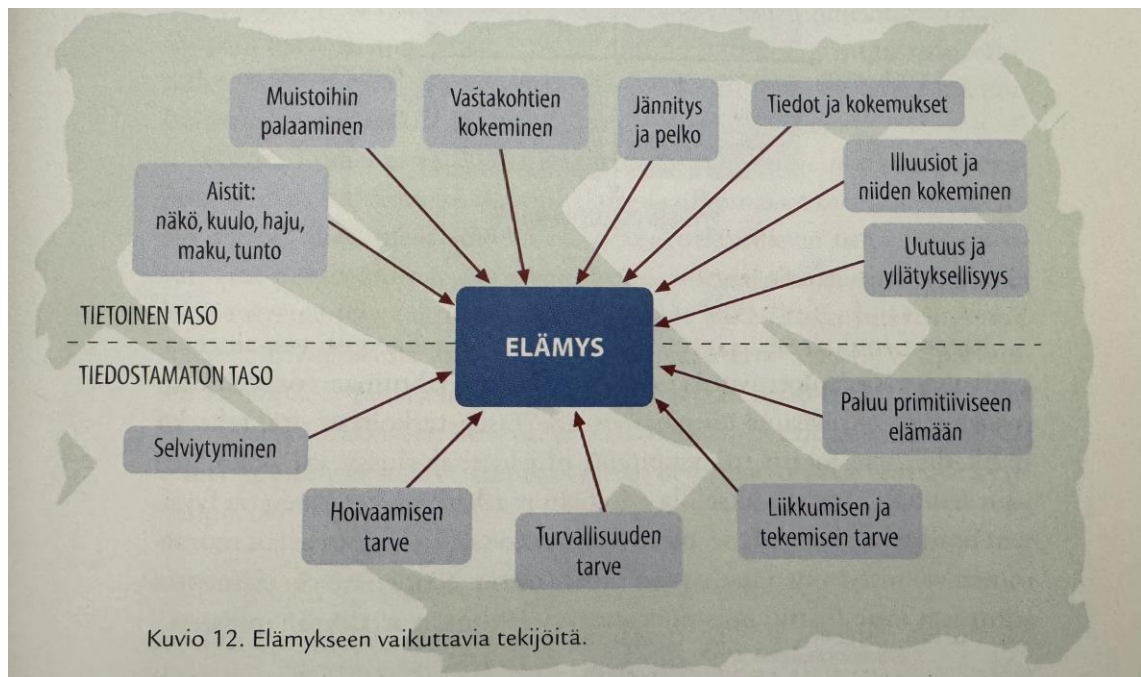 Muistoihin
palaaminen
Vastakohtien
kokeminen
Jännitys
ja pelko
Tiedot ja kokemukset
Illuusiot ja
niiden kokeminen
Aistit:
näkö, kuulo, haju,
maku, tunto
Uutuus ja
yllätyksellisyys
TIETOINEN TASO
ELÄMYS
TIEDOSTAMATON TASO
Paluu primitiiviseen
elämään
Selviytyminen
Hoivaamisen
tarve
Turvallisuuden
tarve
Liikkumisen ja
tekemisen tarve
Kuvio 12. Elämykseen vaikuttavia tekijöitä.